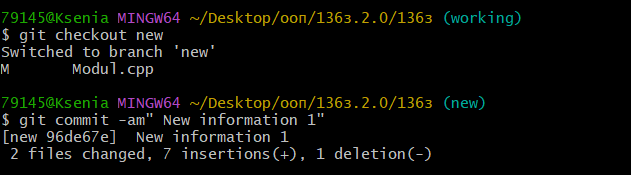 79145@Ksenia MINGW64 ~/Desktop/ооп/136з.2.0/136з (working)
$ git checkout new
Switched to branch 'new'
M       Modul.cpp
79145@Ksenia MINGW64 ~/Desktop/ооп/136з.2.0/136з (new)
$ git commit -am" New information 1"
[new 96de67e]  New information 1
 2 files changed, 7 insertions(+), 1 deletion(-)